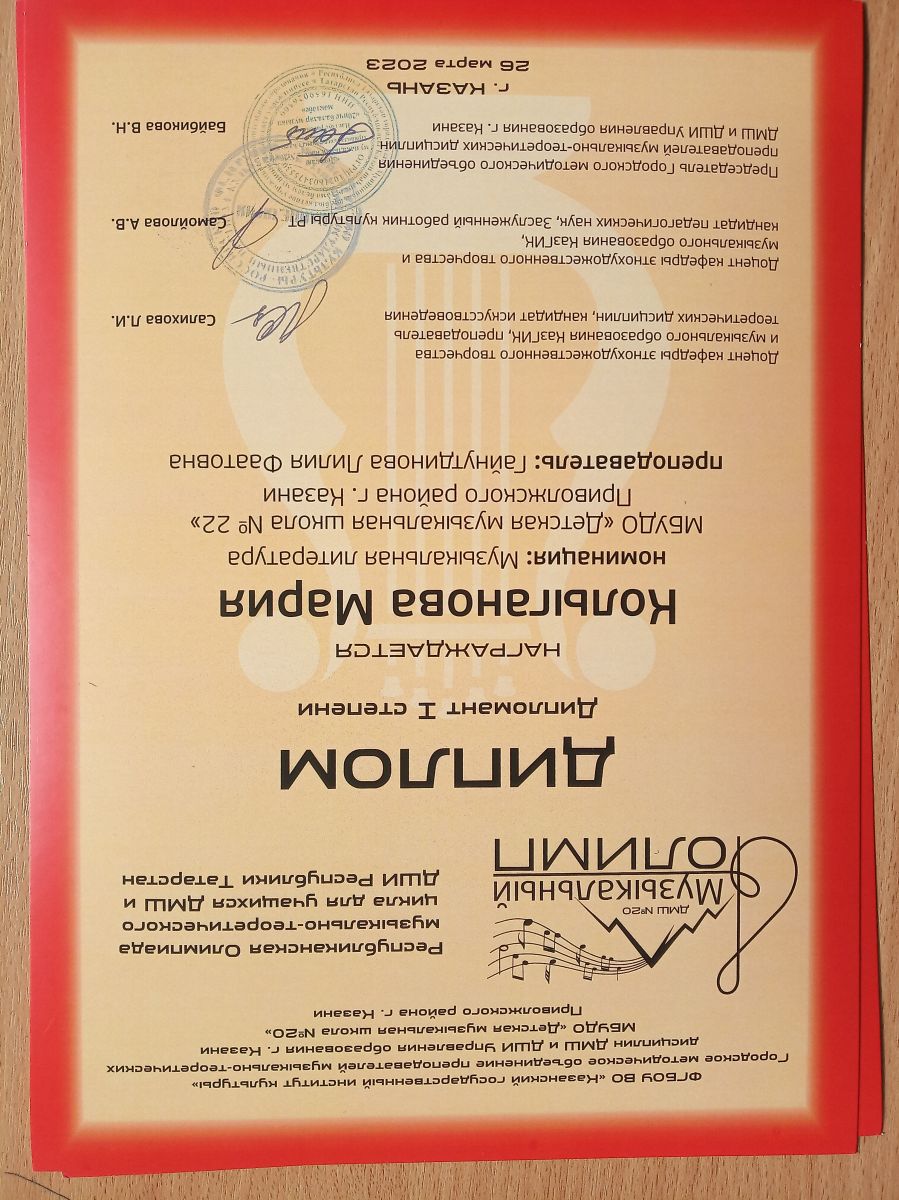 ФГБОУ ВО «Казанский государственный институт культуры»
Городское методическое объединение преподавателей музыкально-теоретических
дисциплин ДМШ и ДШИ Управления образования г. Казани
МБУДО «Детская музыкальная школа №20»
Приволжского района г. Казани
ДМШ №20
Музыкальный
ОЛИМП
Республиканская Олимпиада
музыкально-теоретического
цикла для учащихся ДМШ и
ДШИ Республики Татарстан
ДИПЛОМ
Дипломант I степени
НАГРАЖДАЕТСЯ
Колыганова Мария
номинация: Музыкальная литература
МБУДО «Детская музыкальная школа № 22»
Приволжского района г. Казани
преподаватель: Гайнутдинова Лилия Фаатовна
Доцент кафедры этнохудожественного творчества
и музыкального образования КазГИК, преподаватель
теоретических дисциплин, кандидат искусствоведения
Салихова Л.И.
Доцент кафедры этнохудожественного творчества и
музыкального образования КазГИК,
кандидат педагогических наук, Заслуженный работник культуры РТ
Самойлова А.В.
Председатель Городского методического объединения
преподавателей музыкально-теоретических дисциплин
ДМШ и ДШИ Управления образования г. Казани
Байбикова В.Н.
г. КАЗАНЬ
26 марта 2023